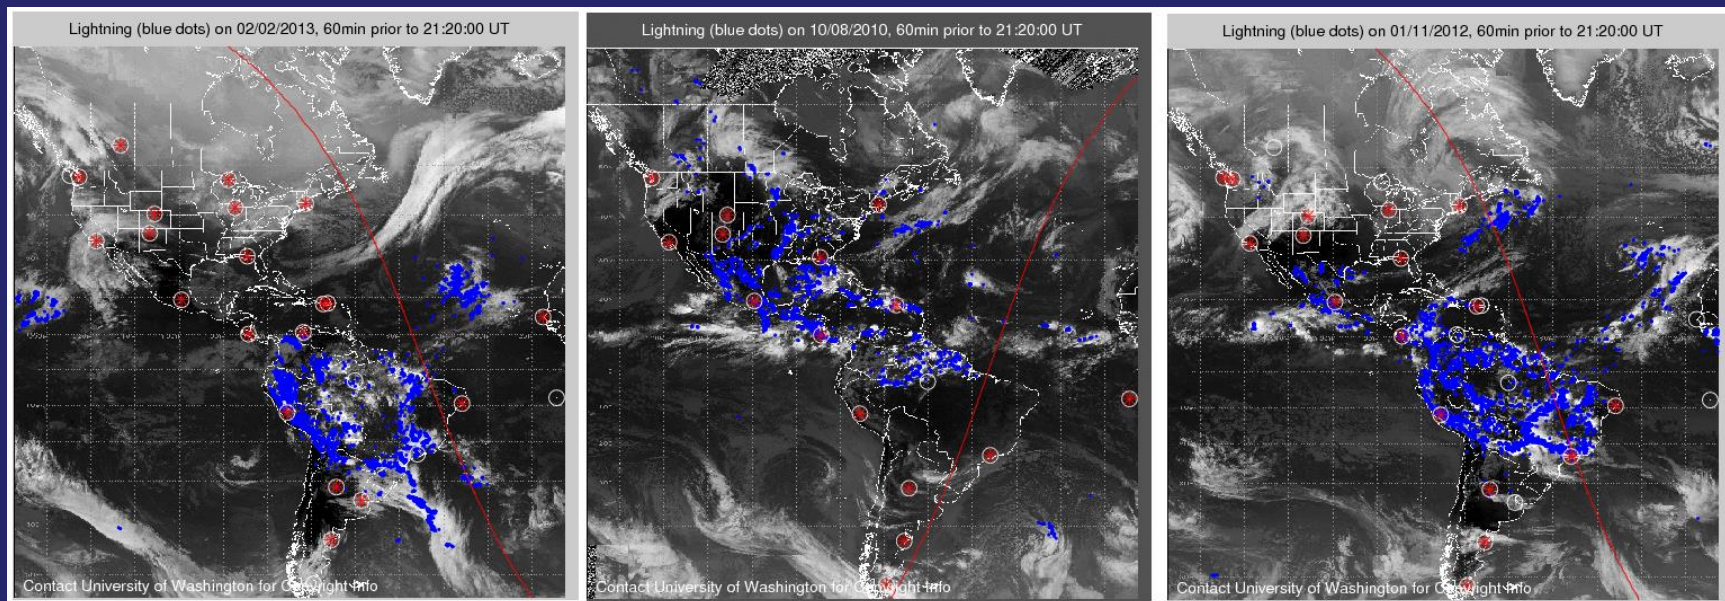 Lightning (blue dots) on 02/02/2013, 60min prior to 21:20:00 UT
Lightning (blue dots) on 10/08/2010, 60min prior to 21:20:00 UT
Lightning (blue dots) on 01/11/2012, 60min prior to 21:20:00 UT
Contact University of Washington for Copyright Info
Contact University of Washington for Copyright Info
Contact University of Washington for Copyright Info